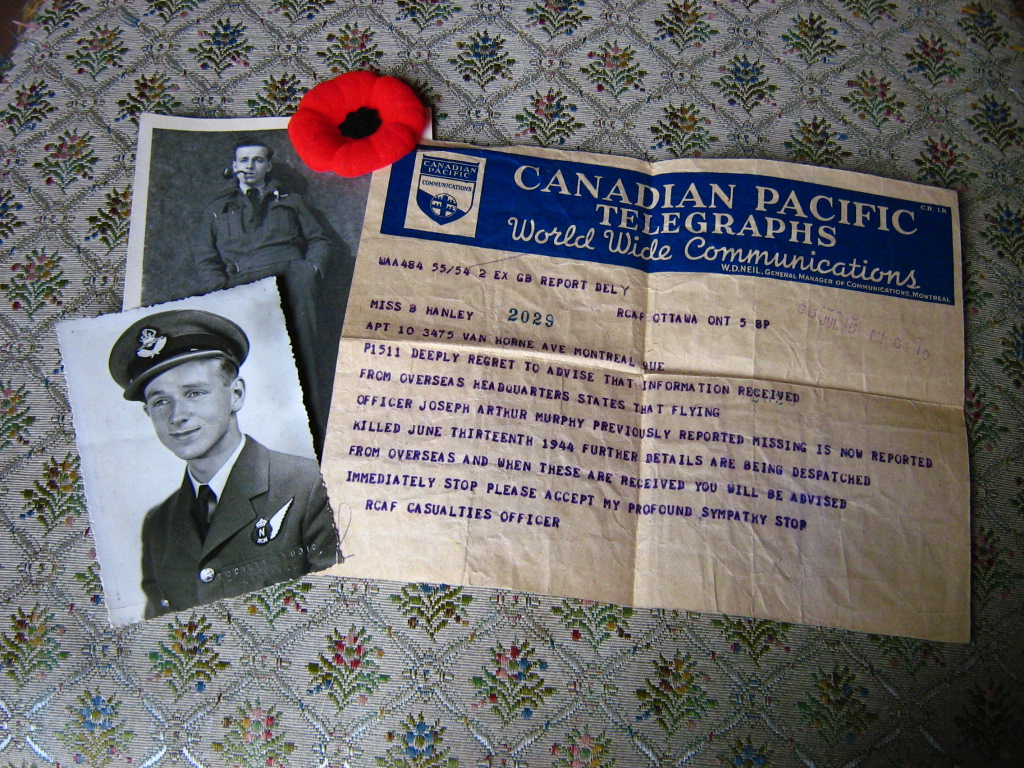 CANADIAN PACIFIC
COMMUNICATIONS
CANADIAN PACIFIC
TELEGRAPHS
World Wide Communications
W.D. NEIL, GENERAL MANAGER OF COMMUNICATIONS, MONTREAL
C.D. 1R
WAA484 55/54 2 EX GB REPORT DELY
RCAF OTTAWA ONT 5 8P
MISS B HANLEY 2029
APT 10 3475 VAN HORNE AVE MONTREAL QUE
P1511 DEEPLY REGRET TO ADVISE THAT INFORMATION RECEIVED
FROM OVERSEAS HEADQUARTERS STATES THAT FLYING
OFFICER JOSEPH ARTHUR MURPHY PREVIOUSLY REPORTED MISSING IS NOW REPORTED
KILLED JUNE THIRTEENTH 1944 FURTHER DETAILS ARE BEING DESPATCHED
FROM OVERSEAS AND WHEN THESE ARE RECEIVED YOU WILL BE ADVISED
IMMEDIATELY STOP PLEASE ACCEPT MY PROFOUND SYMPATHY STOP
RCAF CASUALTIES OFFICER
N
RCAF